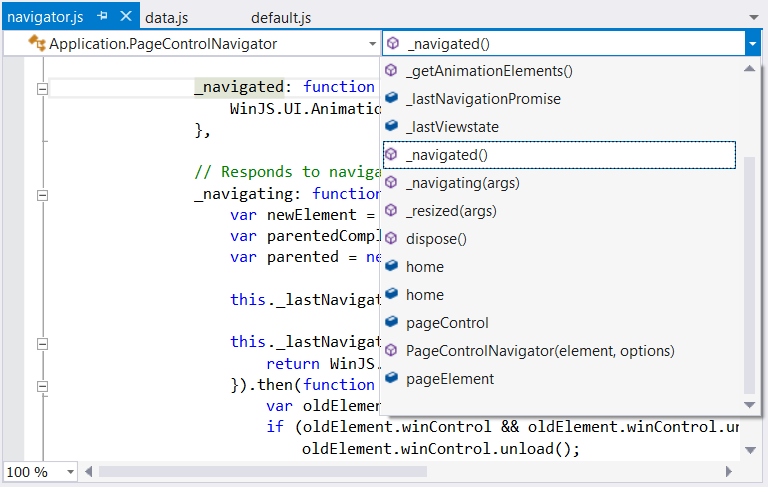 navigator.js data.js default.js
Application.PageControlNavigator _navigated()
_navigated: function
WinJS.UI.Animatio
},
// Responds to naviga
_navigating: function
var newElement =
var parentedCompl
var parented = ne
this._lastNavigat
this._lastNavigat
return WinJS.
}).then(function
var oldElemen
if (oldElement.winControl && oldElement.winControl.un
oldElement.winControl.unload();
_getAnimationElements()
_lastNavigationPromise
_lastViewstate
_navigated()
_navigating(args)
_resized(args)
dispose()
home
home
pageControl
PageControlNavigator(element, options)
pageElement
100 %